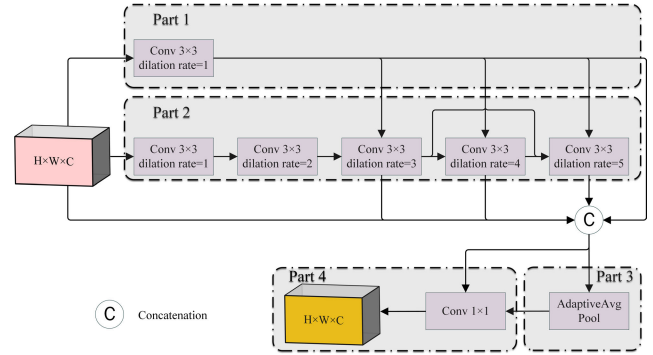 Part 1
Conv 3×3
dilation rate=1
Part 2
H×W×C
Conv 3×3
dilation rate=1
Conv 3×3
dilation rate=2
Conv 3×3
dilation rate=3
Conv 3×3
dilation rate=4
Conv 3×3
dilation rate=5
C
Part 4
Part 3
H×W×C
Conv 1×1
AdaptiveAvg
Pool
C
Concatenation